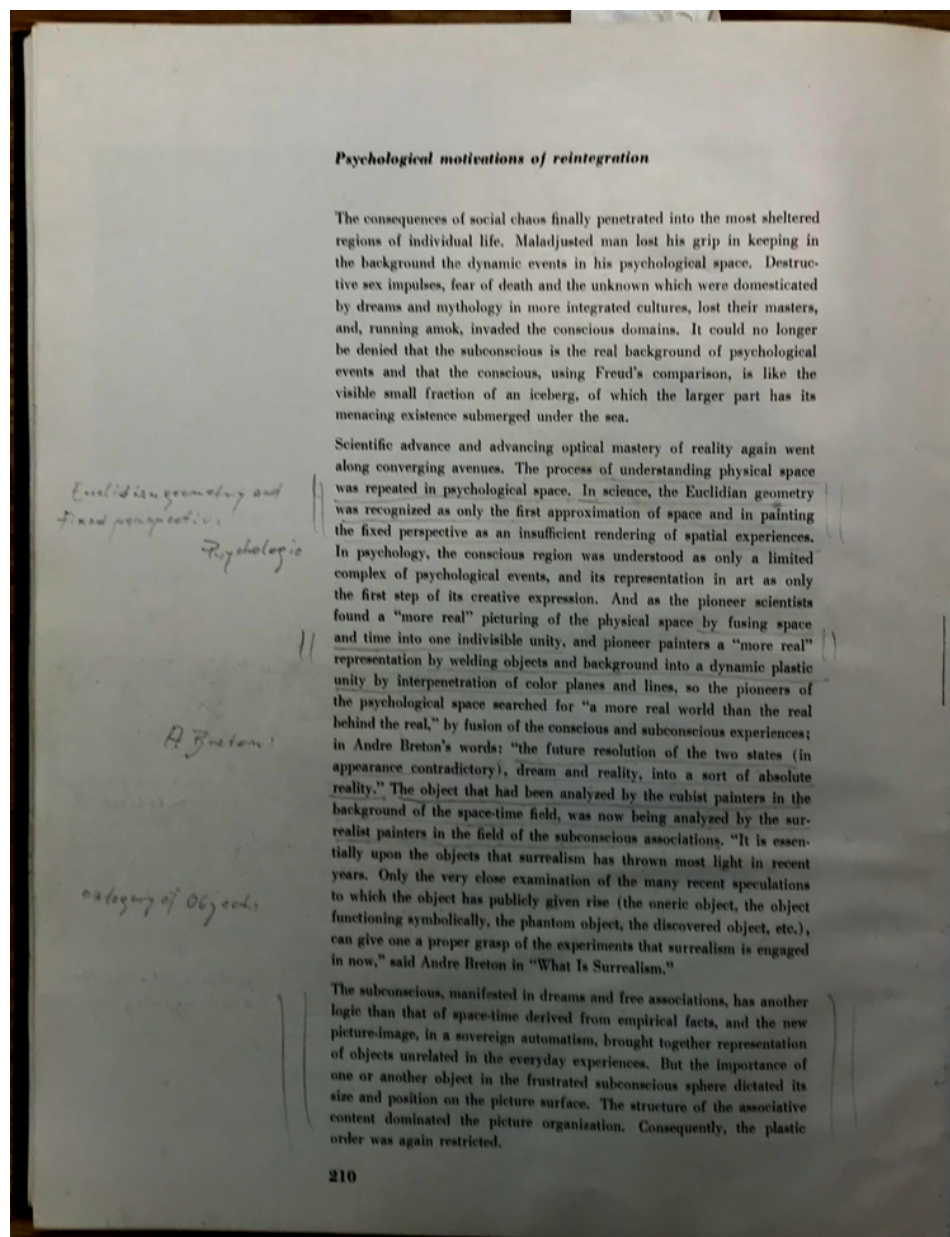 Psychological motivations of reintegration
The consequences of social chaos finally penetrated into the most sheltered
regions of individual life. Maladjusted man lost his grip in keeping in
the background the dynamic events in his psychological space. Destruc-
tive sex impulses, fear of death and the unknown which were domesticated
by dreams and mythology in more integrated cultures, lost their masters,
and, running amok, invaded the conscious domains. It could no longer
be denied that the subconscious is the real background of psychological
events and that the conscious, using Freud's comparison, is like the
visible small fraction of an iceberg, of which the larger part has its
menacing existence submerged under the sea.
Scientific advance and advancing optical mastery of reality again went
along converging avenues. The process of understanding physical space
was repeated in psychological space. In science, the Euclidian geometry
was recognized as only the first approximation of space and in painting
the fixed perspective as an insufficient rendering of spatial experiences.
In psychology, the conscious region was understood as only a limited
complex of psychological events, and its representation in art as only
the first step of its creative expression. And as the pioneer scientists
found a "more real" picturing of the physical space by fusing space
and time into one indivisible unity, and pioneer painters a "more real"
representation by welding objects and background into a dynamic plastic
unity by interpenetration of color planes and lines, so the pioneers of
the psychological space searched for "a more real world than the real
behind the real," by fusion of the conscious and subconscious experiences;
in Andre Breton's words: "the future resolution of the two states (in
appearance contradictory), dream and reality, into a sort of absolute
reality." The object that had been analyzed by the cubist painters in the
background of the space-time field, was now being analyzed by the sur-
realist painters in the field of the subconscious associations. "It is essen-
tially upon the objects that surrealism has thrown most light in recent
years. Only the very close examination of the many recent speculations
to which the object has publicly given rise (the oneric object, the object
functioning symbolically, the phantom object, the discovered object, etc.),
can give one a proper grasp of the experiments that surrealism is engaged
in now," said Andre Breton in "What Is Surrealism."
The subconscious, manifested in dreams and free associations, has another
logic than that of space-time derived from empirical facts, and the new
picture-image, in a sovereign automatism, brought together representation
of objects unrelated in the everyday experiences. But the importance of
one or another object in the frustrated subconscious sphere dictated its
size and position on the picture surface. The structure of the associative
content dominated the picture organization. Consequently, the plastic
order was again restricted.
210
Euclidian geometry and
fixed
Psychologic
A Breton:
of Objects